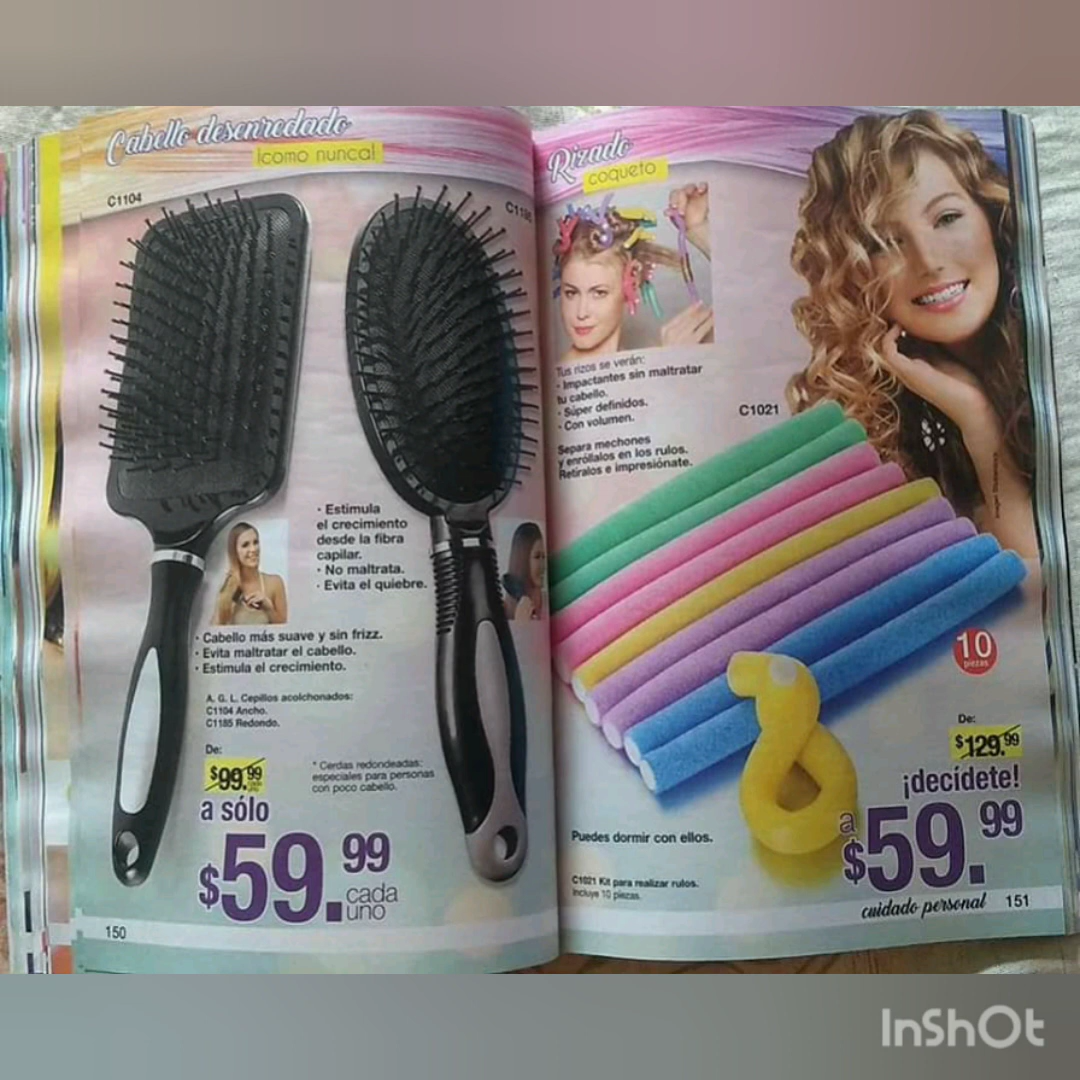 Cabello desenredado
¡como nunca!
C1104
C1185
· Estimula
el crecimiento
desde la fibra
capilar.
· No maltrata.
· Evita el quiebre.
· Cabello más suave y sin frizz.
· Evita maltratar el cabello.
· Estimula el crecimiento.
A. G. L. Cepillos acolchonados:
C1104 Ancho.
C1185 Redondo.
De:
$99.99
cada uno
a sólo
$59.99
cada
uno
* Cerdas redondeadas:
especiales para personas
con poco cabello.
150
Rizado
coqueto
Tus rizos se verán:
· Impactantes sin maltratar
tu cabello.
· Súper definidos.
· Con volumen.
Separa mechones
y enróllalos en los rulos.
Retíralos e impresiónate.
C1021
10
piezas
De:
$129.99
¡decídete!
a
$59.99
Puedes dormir con ellos.
C1021 Kit para realizar rulos.
Incluye 10 piezas.
cuidado personal 151
InShOt